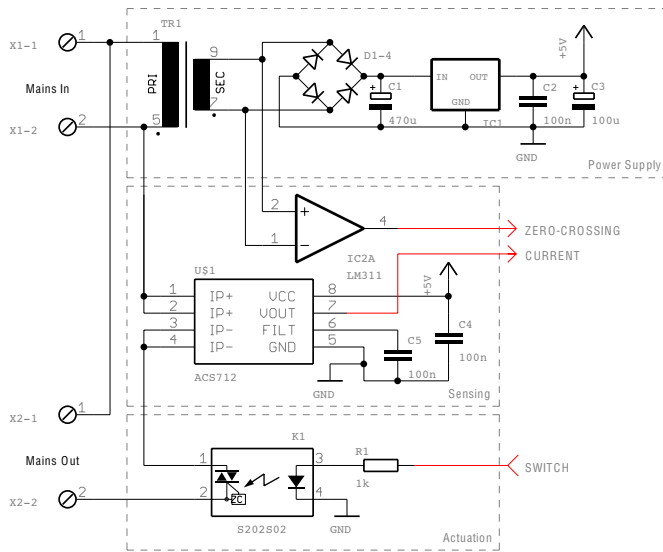 TR1
X1-1 1
1 9
PRI SEC
D1-4
+5V
Mains In
+ C1
470u
IN OUT
GND
IC1
C2
100n
+ C3
100u
X1-2 2
5 7
GND
Power Supply
2 +
1 -
4
IC2A
LM311
ZERO-CROSSING
CURRENT
U$1
+5V
1 IP+ VCC 8
2 IP+ VOUT 7
3 IP- FILT 6
4 IP- GND 5
ACS712
C5
100n
C4
100n
GND
Sensing
X2-1 1
Mains Out
K1
1 3
2 4
ZC
S202S02
R1
1k
SWITCH
X2-2 2
GND
Actuation